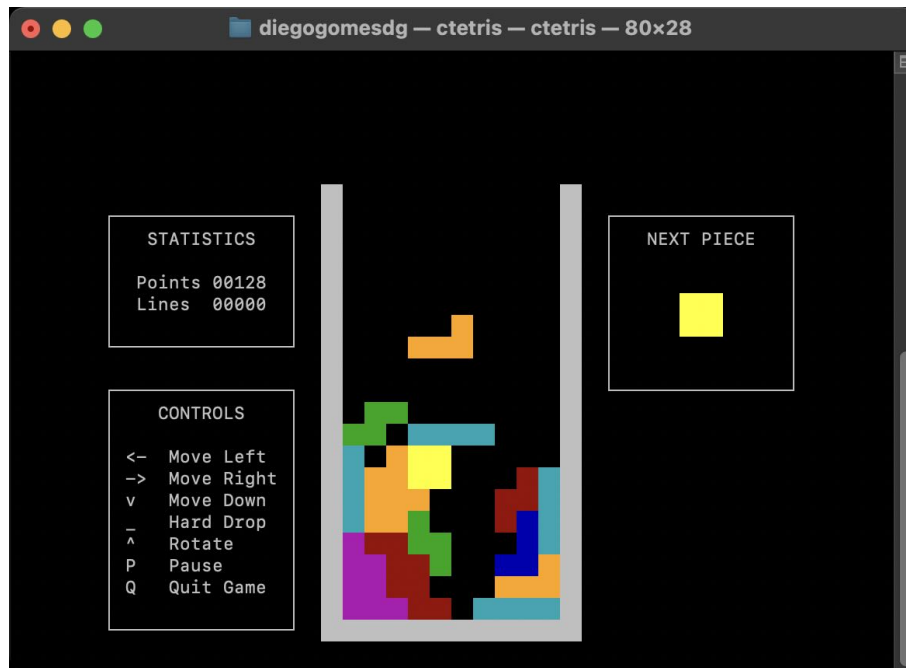 diegogomesdg — ctetris — ctetris — 80×28
STATISTICS
Points 00128
Lines 00000
NEXT PIECE
CONTROLS
<- Move Left
-> Move Right
v Move Down
_ Hard Drop
^ Rotate
P Pause
Q Quit Game